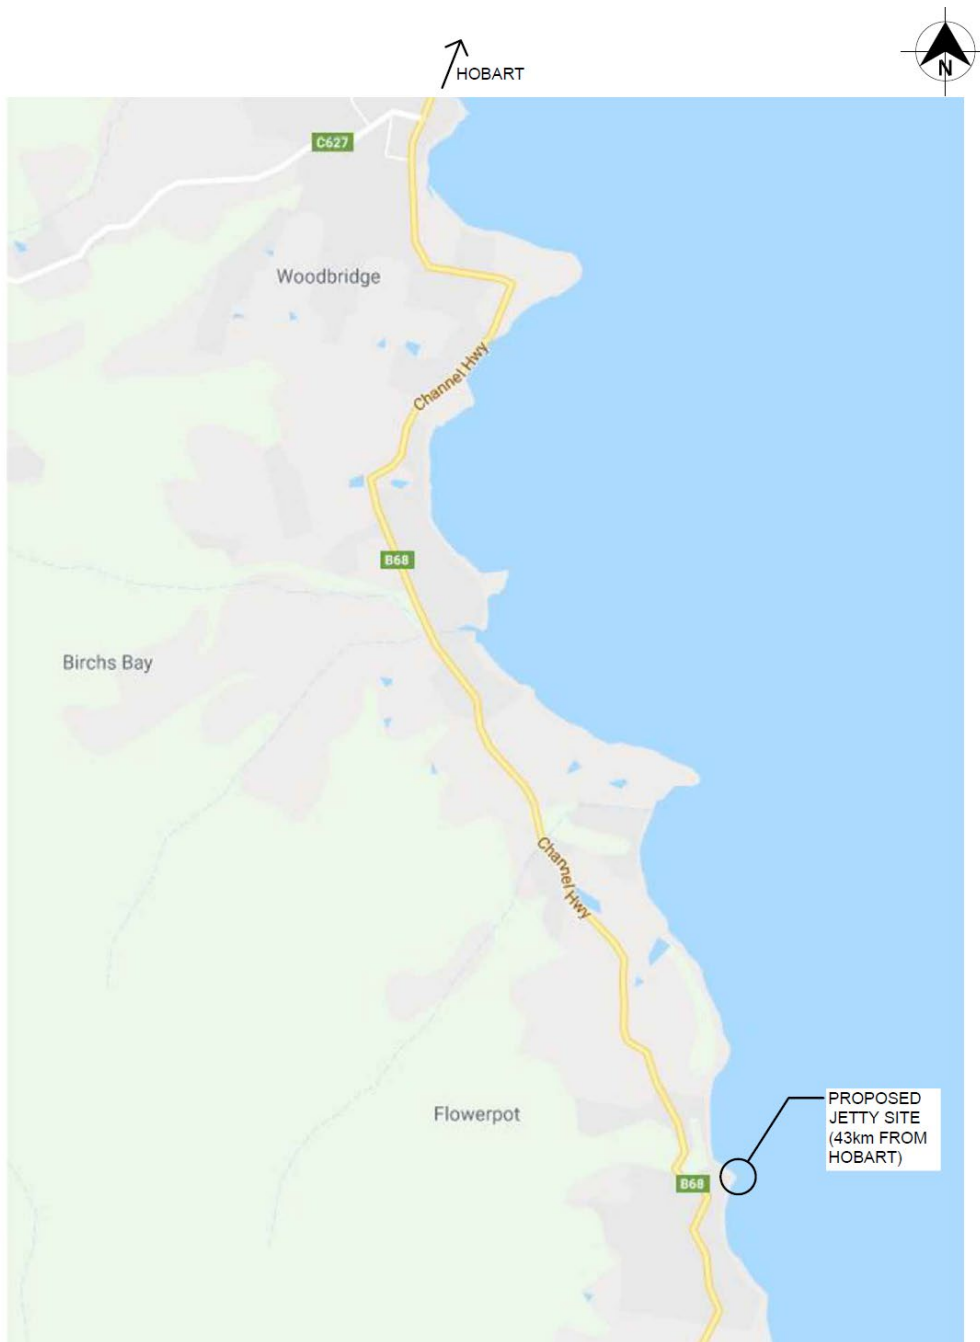 HOBART
N
C627
Woodbridge
Channel Hwy
B68
Birchs Bay
Channel Hwy
Flowerpot
PROPOSED
JETTY SITE
(43km FROM
HOBART)
B68